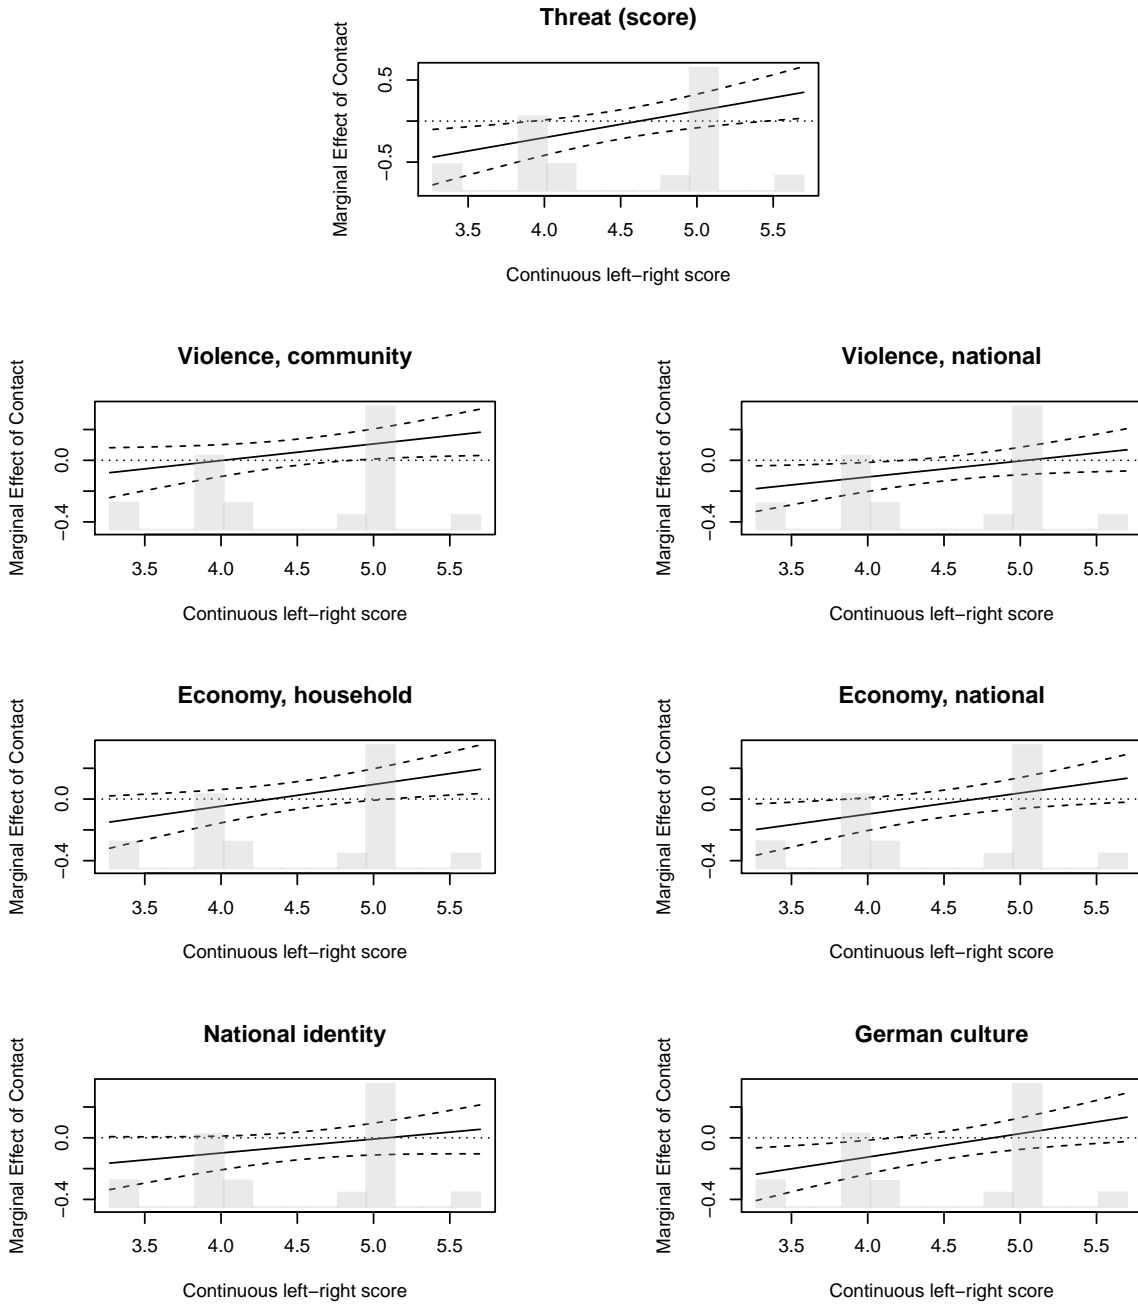 Threat (score)
Marginal Effect of Contact
0.5
−0.5
3.5 4.0 4.5 5.0 5.5
Continuous left−right score
Violence, community
Marginal Effect of Contact
0.0
−0.4
3.5 4.0 4.5 5.0 5.5
Continuous left−right score
Violence, national
Marginal Effect of Contact
0.0
−0.4
3.5 4.0 4.5 5.0 5.5
Continuous left−right score
Economy, household
Marginal Effect of Contact
0.0
−0.4
3.5 4.0 4.5 5.0 5.5
Continuous left−right score
Economy, national
Marginal Effect of Contact
0.0
−0.4
3.5 4.0 4.5 5.0 5.5
Continuous left−right score
National identity
Marginal Effect of Contact
0.0
−0.4
3.5 4.0 4.5 5.0 5.5
Continuous left−right score
German culture
Marginal Effect of Contact
0.0
−0.4
3.5 4.0 4.5 5.0 5.5
Continuous left−right score